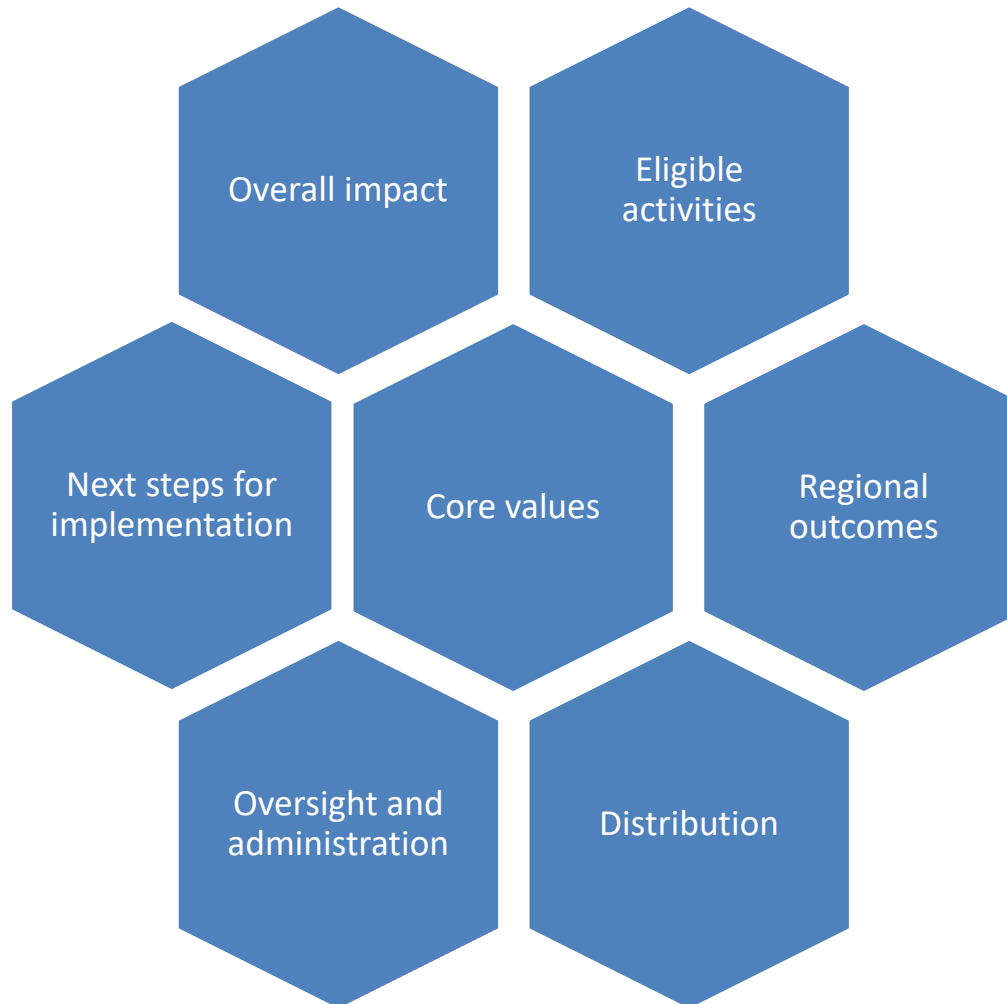 Overall impact
Eligible
activities
Next steps for
implementation
Core values
Regional
outcomes
Oversight and
administration
Distribution